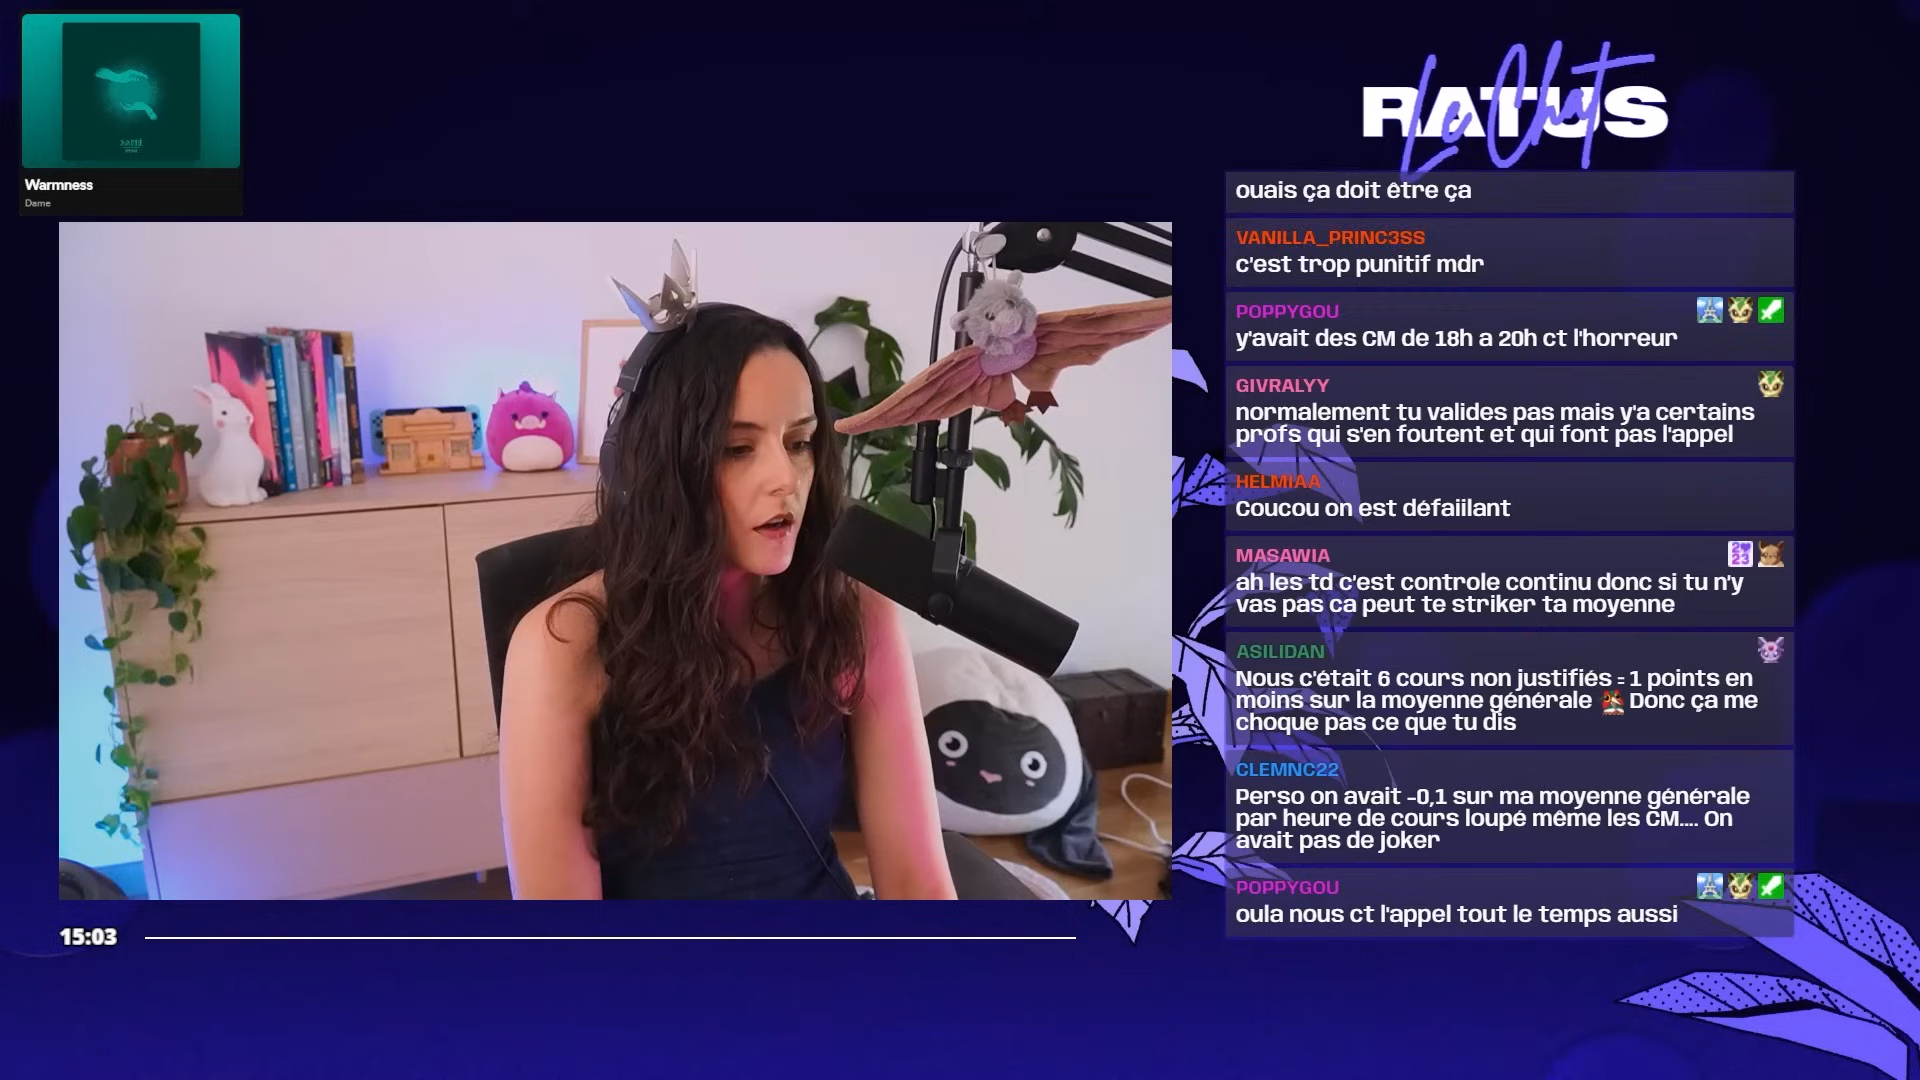 Warmness
Dame
RATUS
Le Chat
ouais ça doit être ça
VANILLA_PRINC3SS
c'est trop punitif mdr
POPPYGOU
y'avait des CM de 18h a 20h ct l'horreur
GIVRALYY
normalement tu valides pas mais y'a certains
profs qui s'en foutent et qui font pas l'appel
HELMIAA
Coucou on est défaiilant
MASAWIA
ah les td c'est controle continu donc si tu n'y
vas pas ca peut te striker ta moyenne
ASILIDAN
Nous c'était 6 cours non justifiés = 1 points en
moins sur la moyenne générale Donc ça me
choque pas ce que tu dis
CLEMNC22
Perso on avait -0,1 sur ma moyenne générale
par heure de cours loupé même les CM.... On
avait pas de joker
POPPYGOU
oula nous ct l'appel tout le temps aussi
15:03